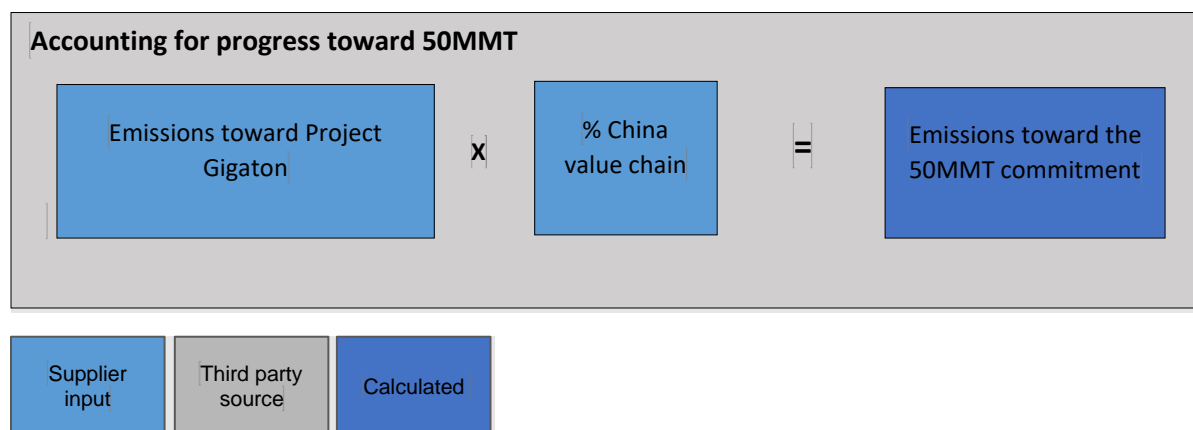 Accounting for progress toward 50MMT
Emissions toward Project
Gigaton
x
% China
value chain
=
Emissions toward the
50MMT commitment
Supplier
input
Third party
source
Calculated